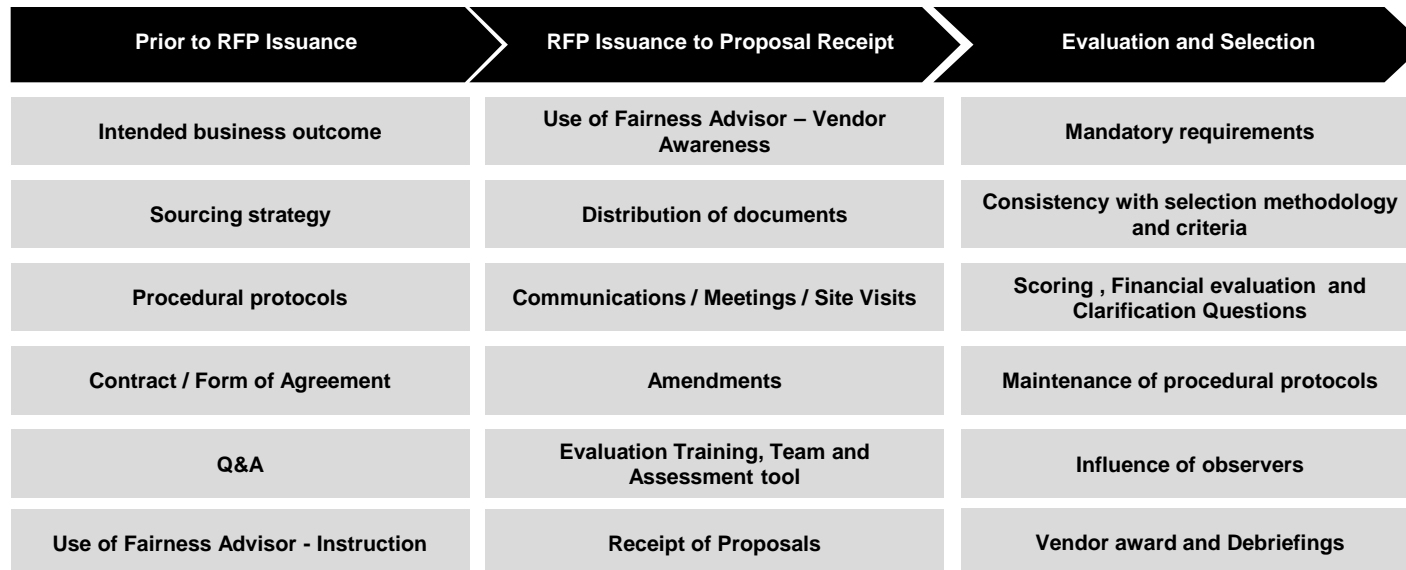 Prior to RFP Issuance
RFP Issuance to Proposal Receipt
Evaluation and Selection
Intended business outcome
Use of Fairness Advisor – Vendor
Awareness
Mandatory requirements
Sourcing strategy
Distribution of documents
Consistency with selection methodology
and criteria
Procedural protocols
Communications / Meetings / Site Visits
Scoring , Financial evaluation  and
Clarification Questions
Contract / Form of Agreement
Amendments
Maintenance of procedural protocols
Q&A
Evaluation Training, Team and
Assessment tool
Influence of observers
Use of Fairness Advisor - Instruction
Receipt of Proposals
Vendor award and Debriefings